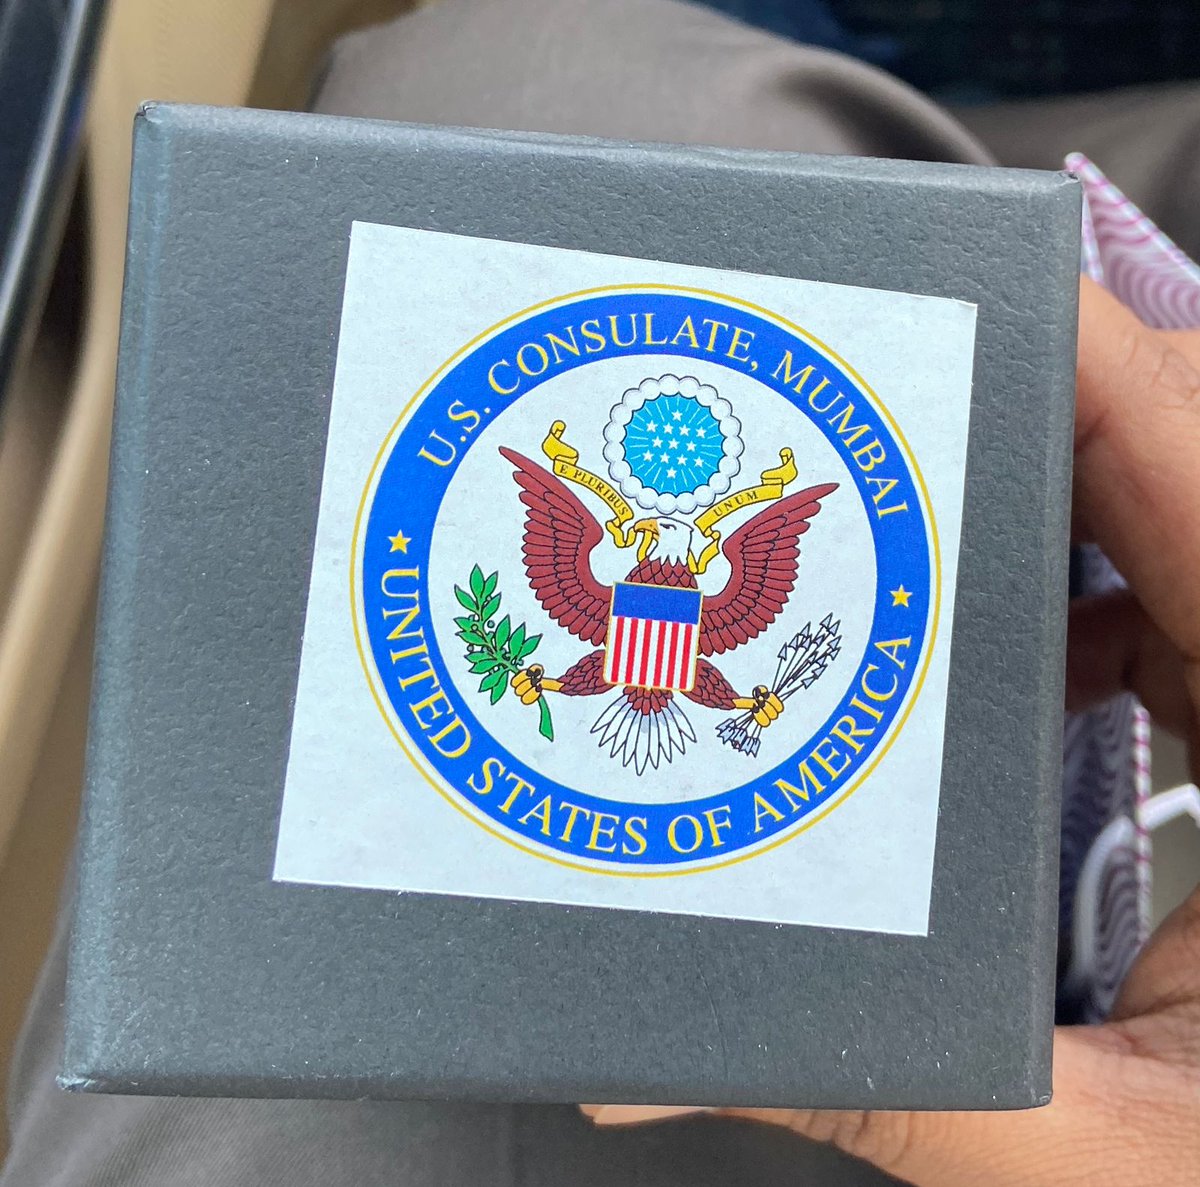 U.S. CONSULATE, MUMBAI
E PLURIBUS UNUM
UNITED STATES OF AMERICA